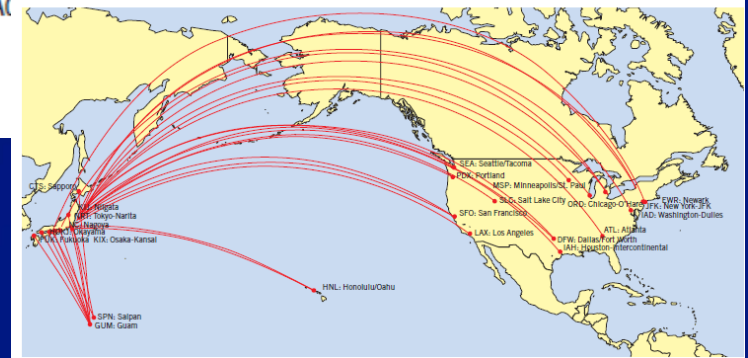 SEA: Seattle/Tacoma
PDX: Portland
MSP: Minneapolis/St. Paul
SLC: Salt Lake City
ORD: Chicago-O'Hare
EWR: Newark
JFK: New York-JFK
IAD: Washington-Dulles
SFO: San Francisco
LAX: Los Angeles
ATL: Atlanta
DFW: Dallas/Fort Worth
IAH: Houston-Intercontinental
CTS: Sapporo
Niigata
NRT: Tokyo-Narita
Nagoya
Okayama
FUK: Fukuoka KIX: Osaka-Kansai
HNL: Honolulu/Oahu
SPN: Saipan
GUM: Guam